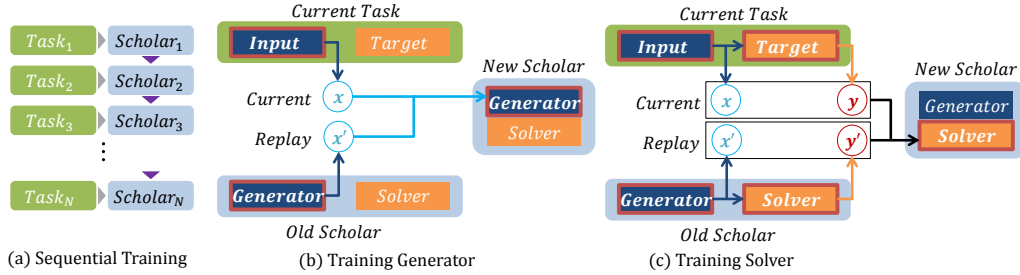 Task₁
Scholar₁
Task₂
Scholar₂
Task₃
Scholar₃
⋮
Task_N
Scholar_N
(a) Sequential Training
Current Task
Input
Target
New Scholar
Current
x
Generator
Replay
x'
Solver
Generator
Solver
Old Scholar
(b) Training Generator
Current Task
Input
Target
New Scholar
Current
x
y
Generator
Replay
x'
y'
Solver
Generator
Solver
Old Scholar
(c) Training Solver